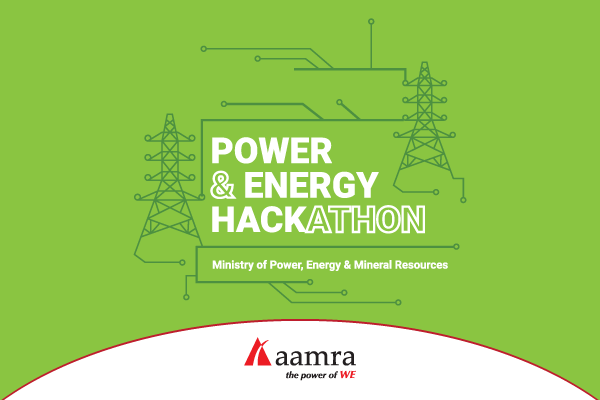 POWER
& ENERGY
HACKATHON
Ministry of Power, Energy & Mineral Resources
aamra
the power of WE